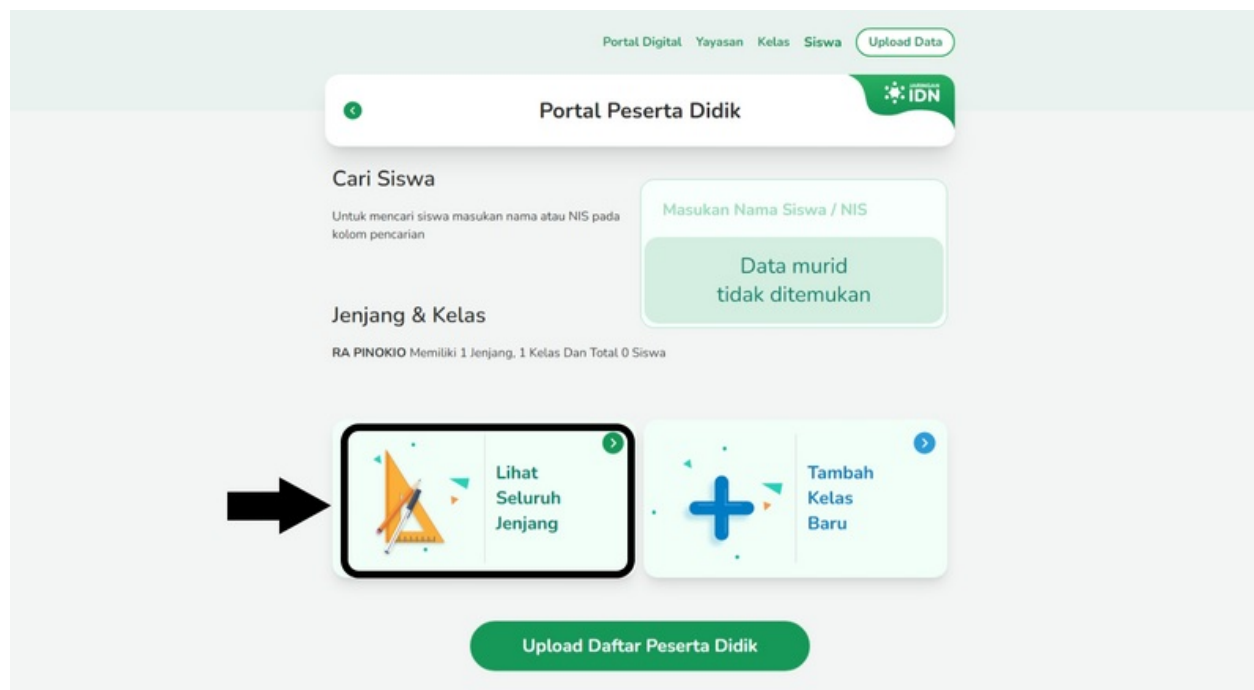 Portal Digital Yayasan Kelas Siswa Upload Data
IDN
Portal Peserta Didik
Cari Siswa
Untuk mencari siswa masukan nama atau NIS pada
kolom pencarian
Masukan Nama Siswa / NIS
Data murid
tidak ditemukan
Jenjang & Kelas
RA PINOKIO Memiliki 1 Jenjang, 1 Kelas Dan Total 0 Siswa
Lihat
Seluruh
Jenjang
Tambah
Kelas
Baru
Upload Daftar Peserta Didik